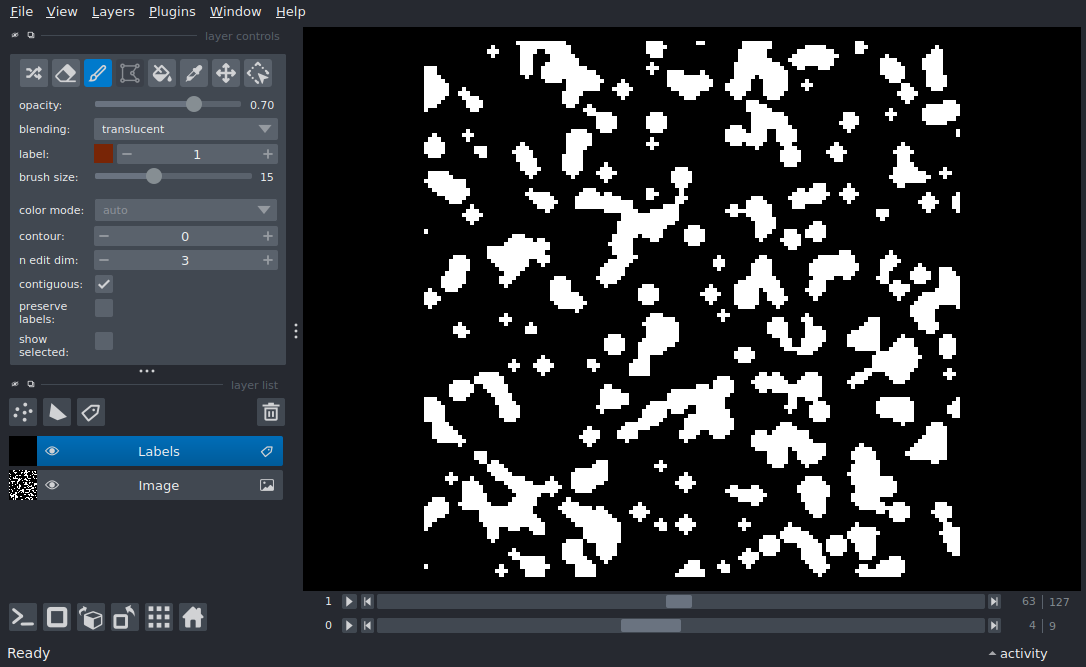 File View Layers Plugins Window Help
layer controls
opacity: 0.70
blending: translucent
label: 1
brush size: 15
color mode: auto
contour: 0
n edit dim: 3
contiguous:
preserve
labels:
show
selected:
layer list
Labels
Image
1 63 127
0 4 9
Ready activity